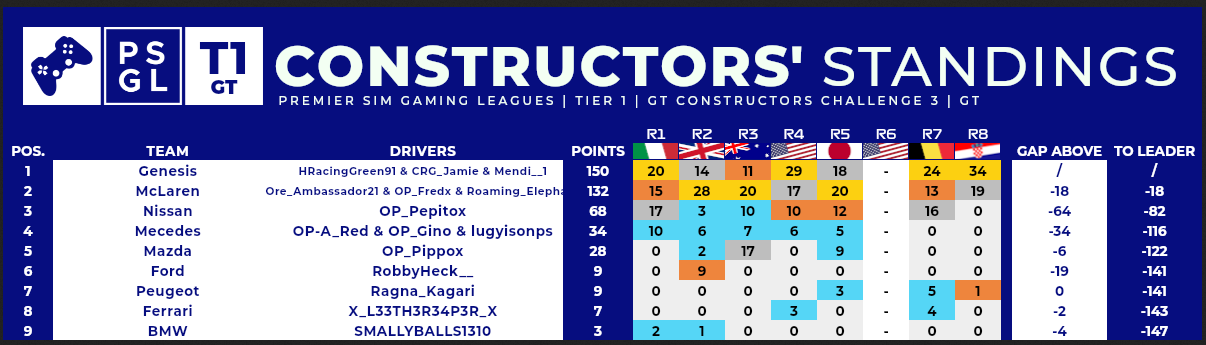 PS
GL
T1
GT
CONSTRUCTORS' STANDINGS
PREMIER SIM GAMING LEAGUES | TIER 1 | GT CONSTRUCTORS CHALLENGE 3 | GT
POS. TEAM DRIVERS POINTS R1 R2 R3 R4 R5 R6 R7 R8 GAP ABOVE TO LEADER
1 Genesis HRacingGreen91 & CRG_Jamie & Mendi__1 150 20 14 11 29 18 - 24 34 / /
2 McLaren Ore_Ambassador21 & OP_Fredx & Roaming_Elepha 132 15 28 20 17 20 - 13 19 -18 -18
3 Nissan OP_Pepitox 68 17 3 10 10 12 - 16 0 -64 -82
4 Mecedes OP-A_Red & OP_Gino & lugyisonps 34 10 6 7 6 5 - 0 0 -34 -116
5 Mazda OP_Pippox 28 0 2 17 0 9 - 0 0 -6 -122
6 Ford RobbyHeck__ 9 0 9 0 0 0 - 0 0 -19 -141
7 Peugeot Ragna_Kagari 9 0 0 0 0 3 - 5 1 0 -141
8 Ferrari X_L33TH3R34P3R_X 7 0 0 0 3 0 - 4 0 -2 -143
9 BMW SMALLYBALLS1310 3 2 1 0 0 0 - 0 0 -4 -147